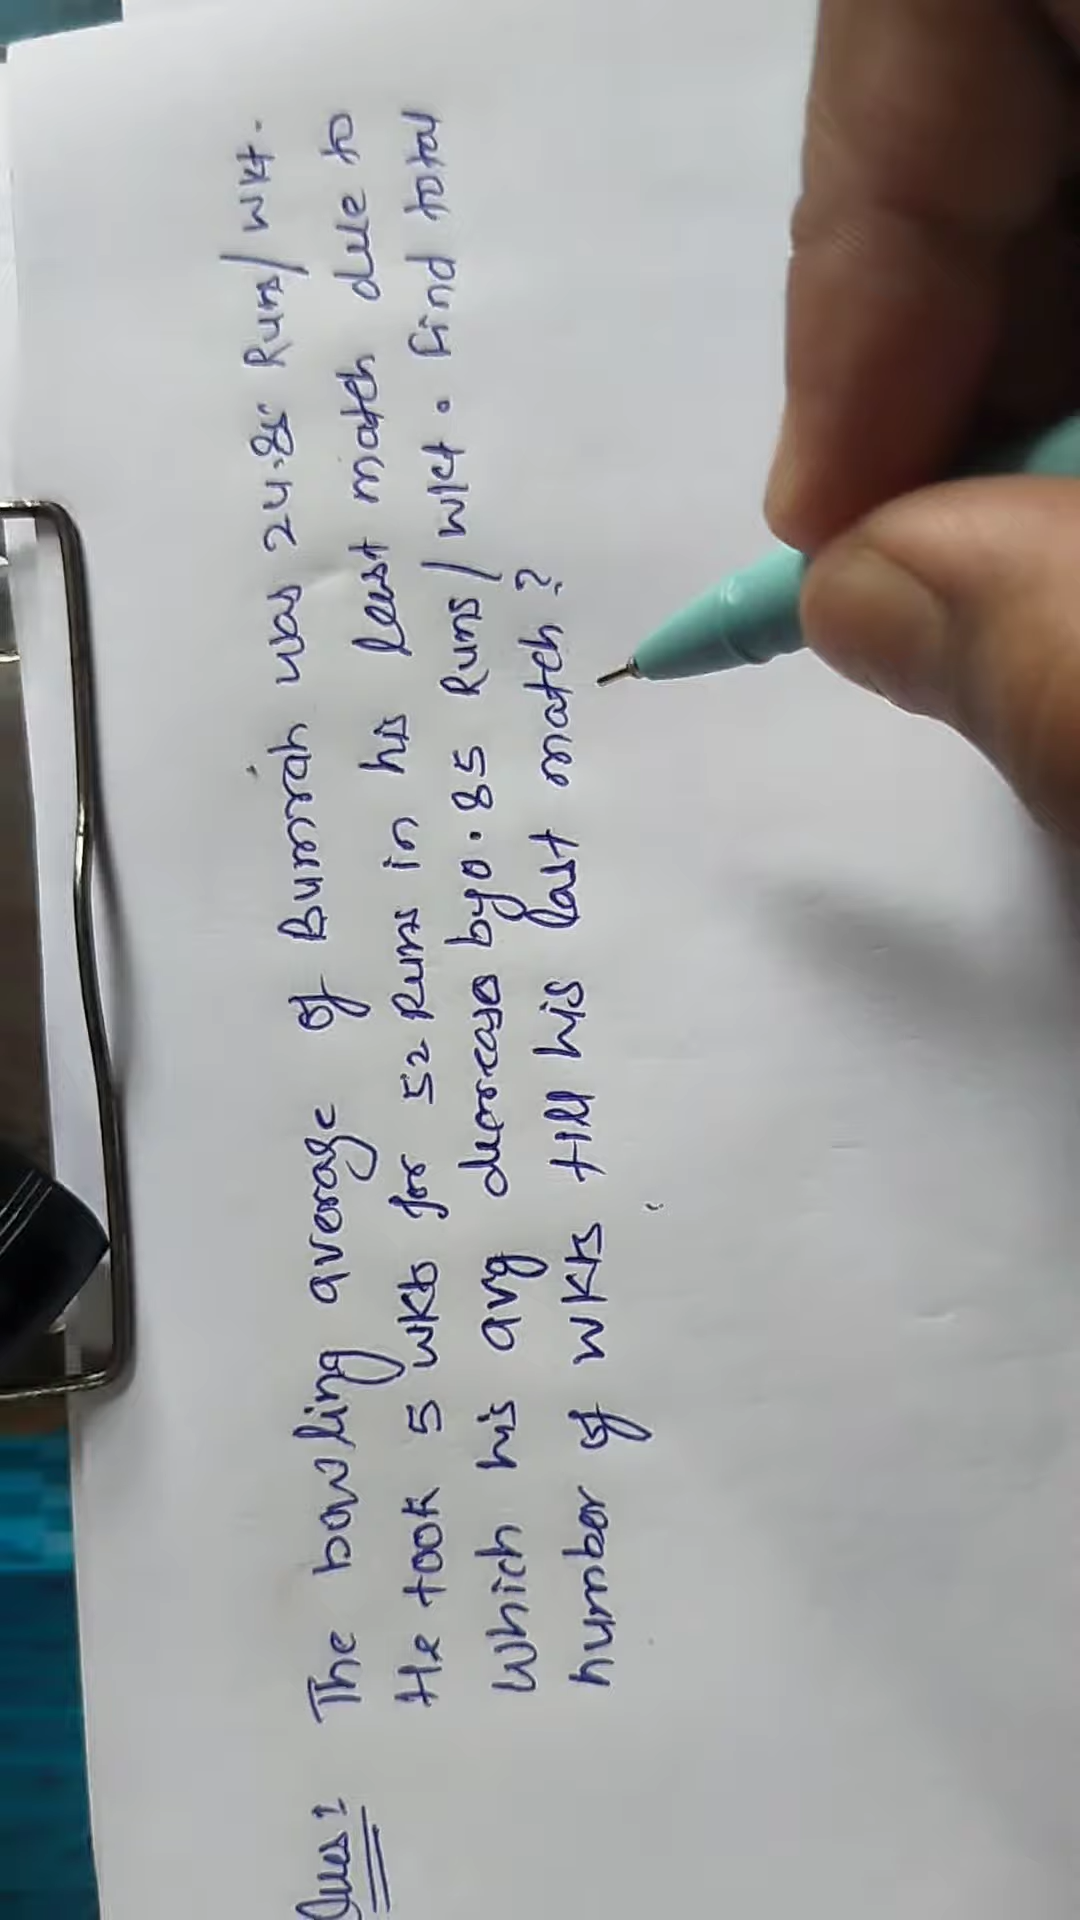 Ques 1 The bowling average of Bumrah was 24.85 Runs/wkt.
He took 5 wkts for 52 Runs in his last match due to
which his avg decrease by 0.85 Runs/wkt. find total
number of wkts till his last match?